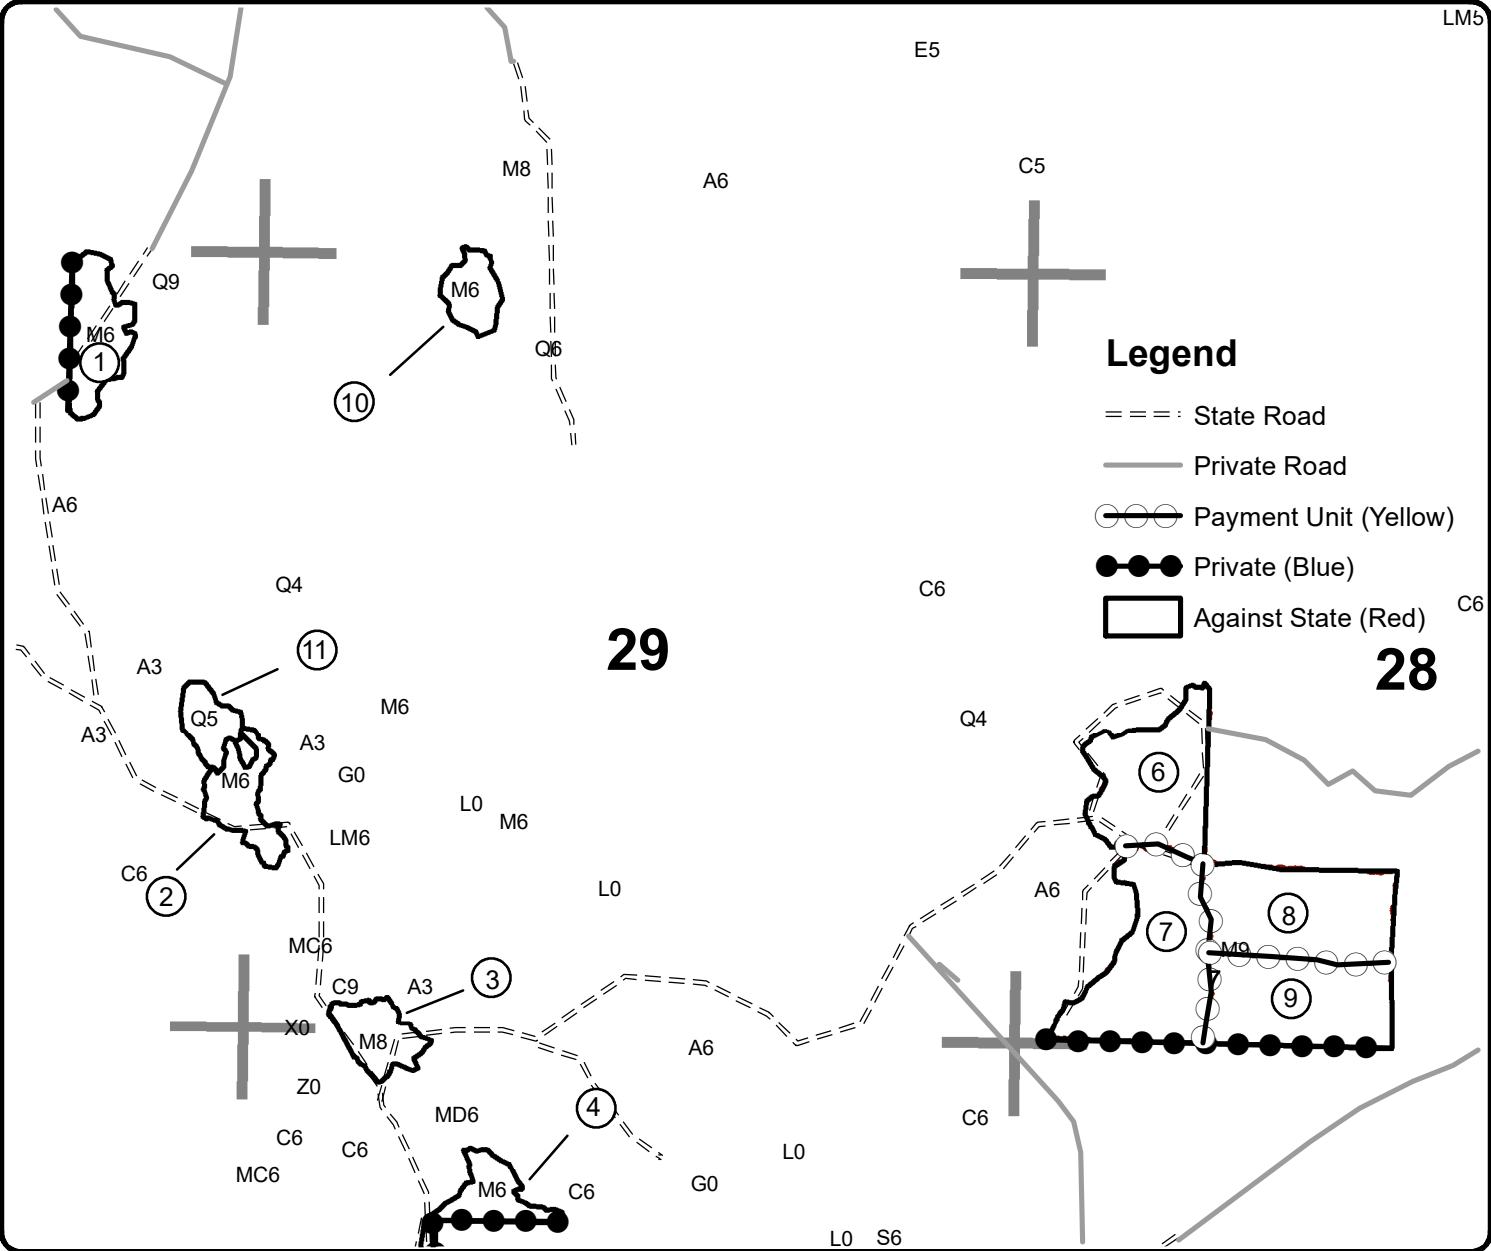 LM5
E5
C5
M8
A6
Q9
M6
M6
1
Q6
10
Legend
State Road
Private Road
Payment Unit (Yellow)
Private (Blue)
Against State (Red)
A6
Q4
C6
C6
11
29
28
A3
Q5
M6
Q4
A3
A3
M6
G0
6
L0
M6
LM6
C6
2
L0
A6
8
7
MC6
M9
C9
A3
3
9
X0
M8
A6
Z0
4
MD6
C6
C6
C6
L0
MC6
M6
C6
G0
L0
S6